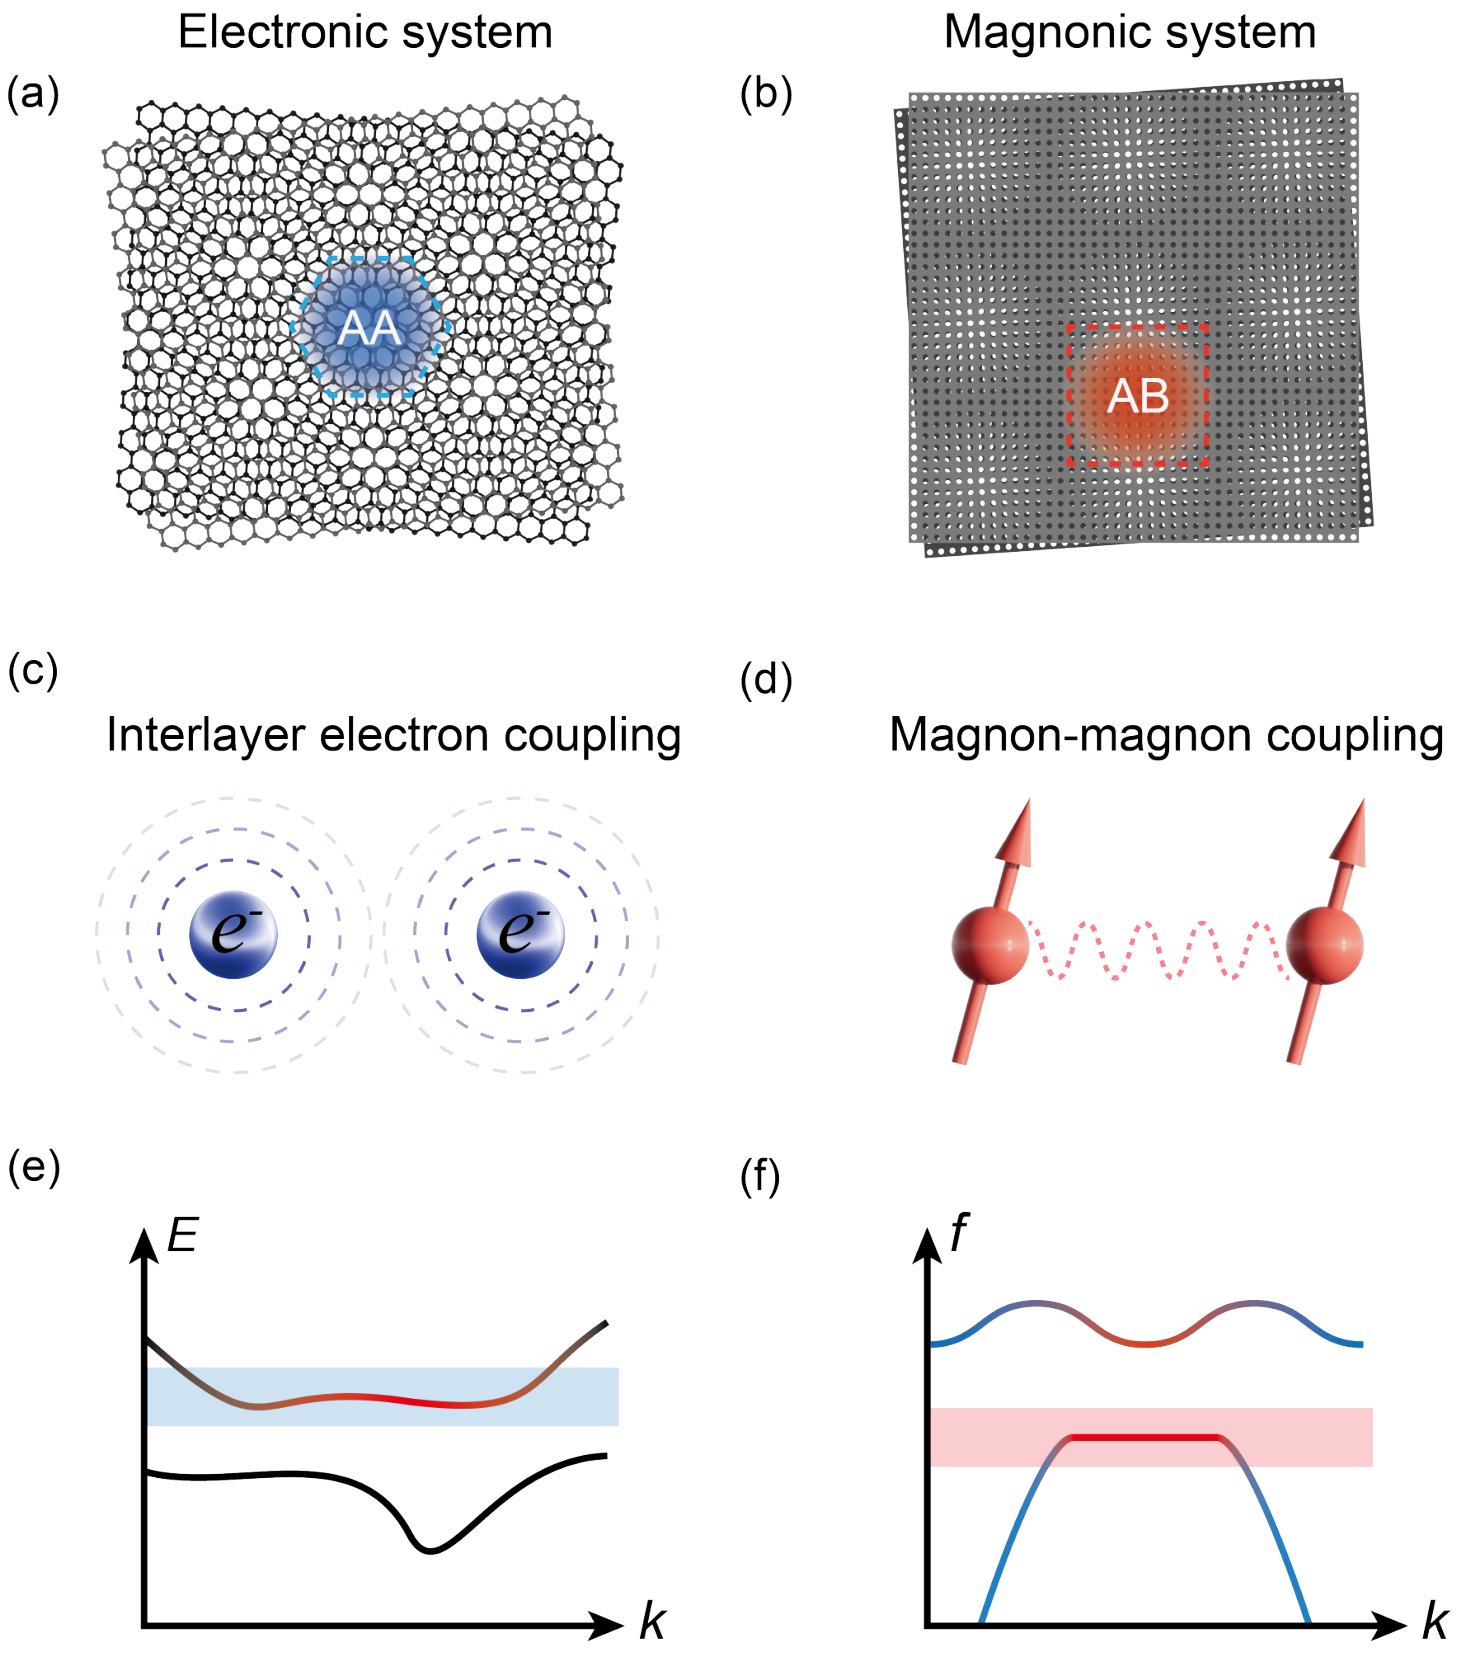 Electronic system
Magnonic system
(a)
(b)
AA
AB
(c)
(d)
Interlayer electron coupling
Magnon-magnon coupling
e-
e-
(e)
(f)
E
f
k
k